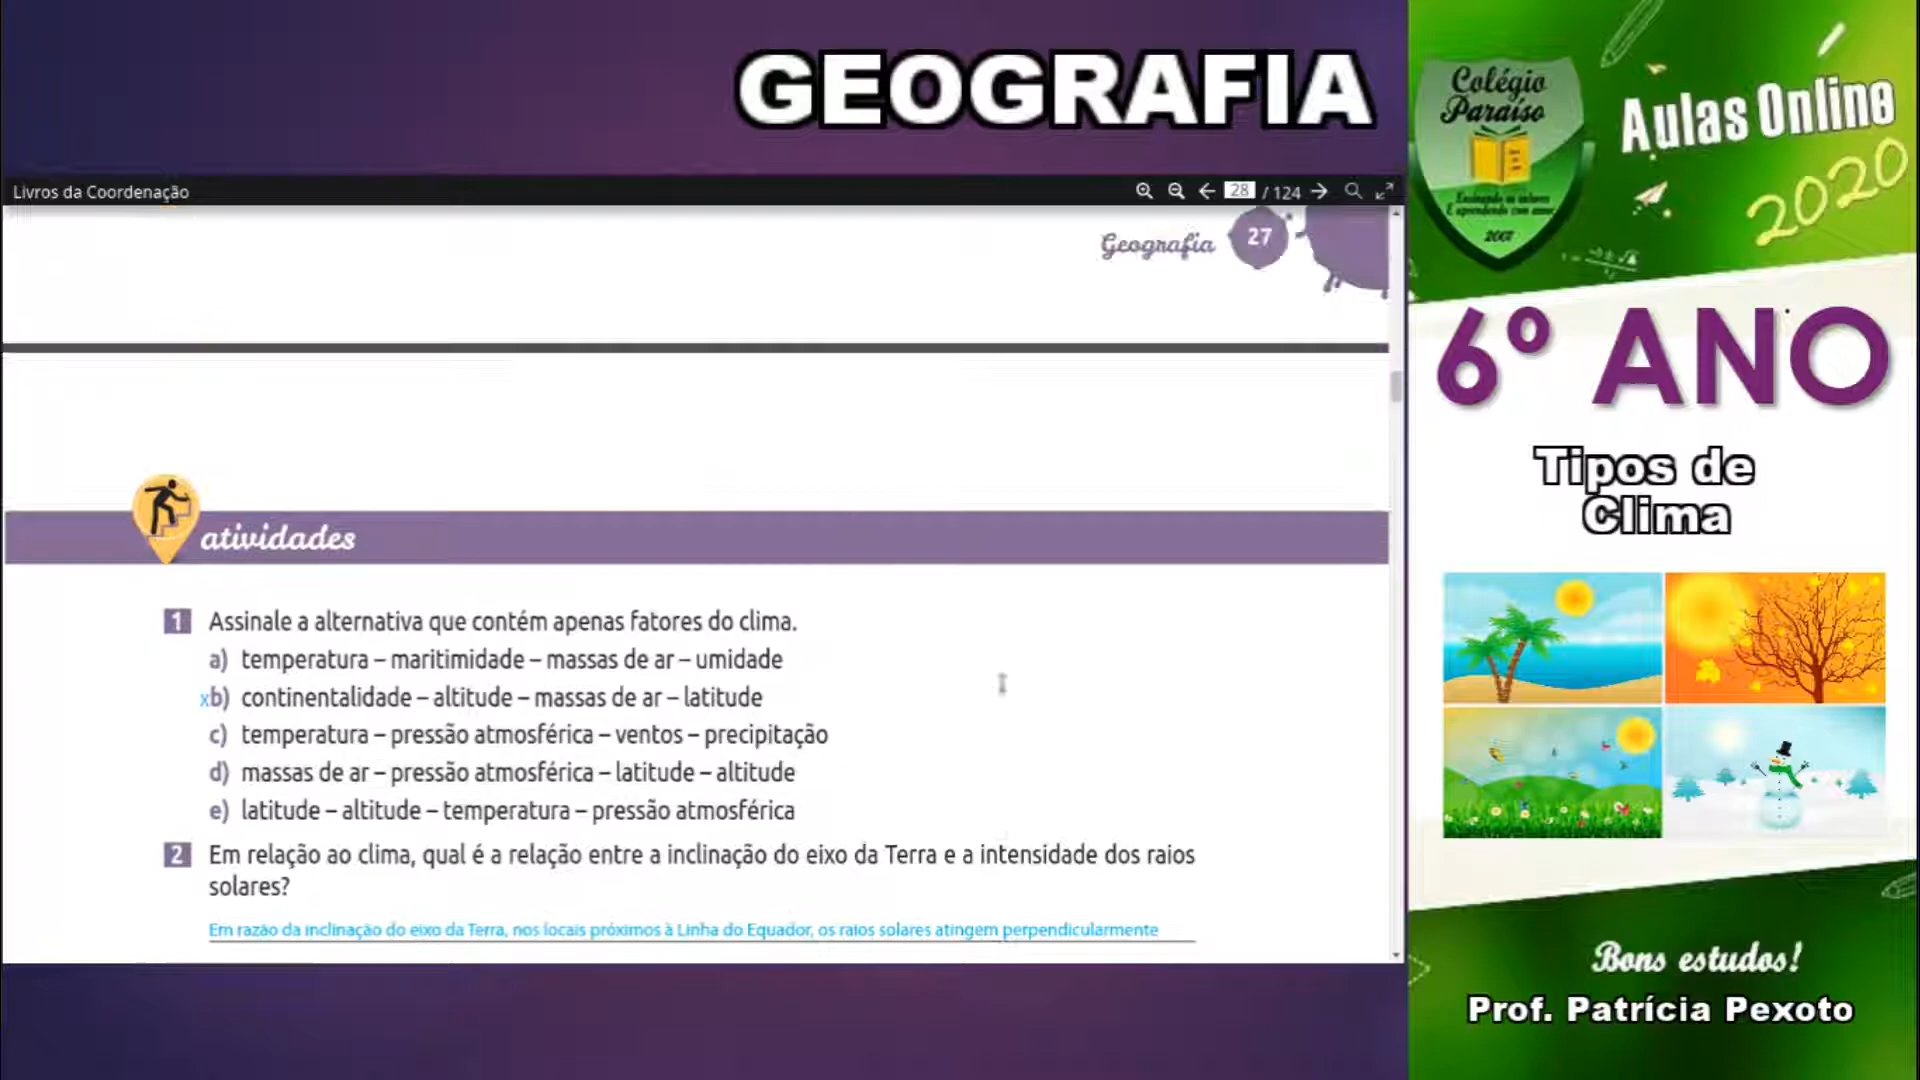 GEOGRAFIA
Livros da Coordenação
28 / 124
Geografia 27
atividades
1 Assinale a alternativa que contém apenas fatores do clima.
a) temperatura – maritimidade – massas de ar – umidade
xb) continentalidade – altitude – massas de ar – latitude
c) temperatura – pressão atmosférica – ventos – precipitação
d) massas de ar – pressão atmosférica – latitude – altitude
e) latitude – altitude – temperatura – pressão atmosférica
2 Em relação ao clima, qual é a relação entre a inclinação do eixo da Terra e a intensidade dos raios
solares?
Em razão da inclinação do eixo da Terra, nos locais próximos à Linha do Equador, os raios solares atingem perpendicularmente
Colégio
Paraíso
2007
Aulas Online
2020
6º ANO
Tipos de
Clima
Bons estudos!
Prof. Patrícia Pexoto